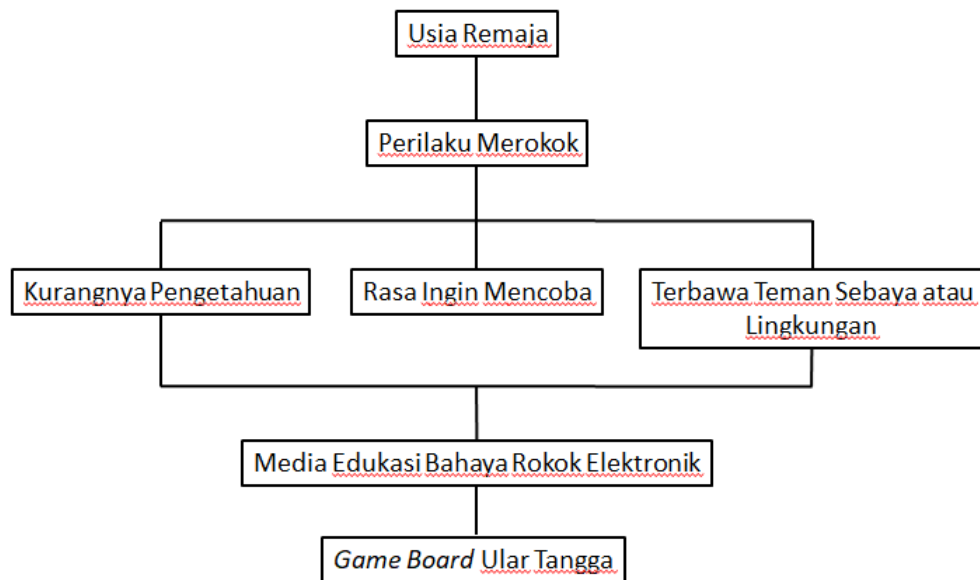 Usia Remaja
Perilaku Merokok
Kurangnya Pengetahuan
Rasa Ingin Mencoba
Terbawa Teman Sebaya atau
Lingkungan
Media Edukasi Bahaya Rokok Elektronik
Game Board Ular Tangga